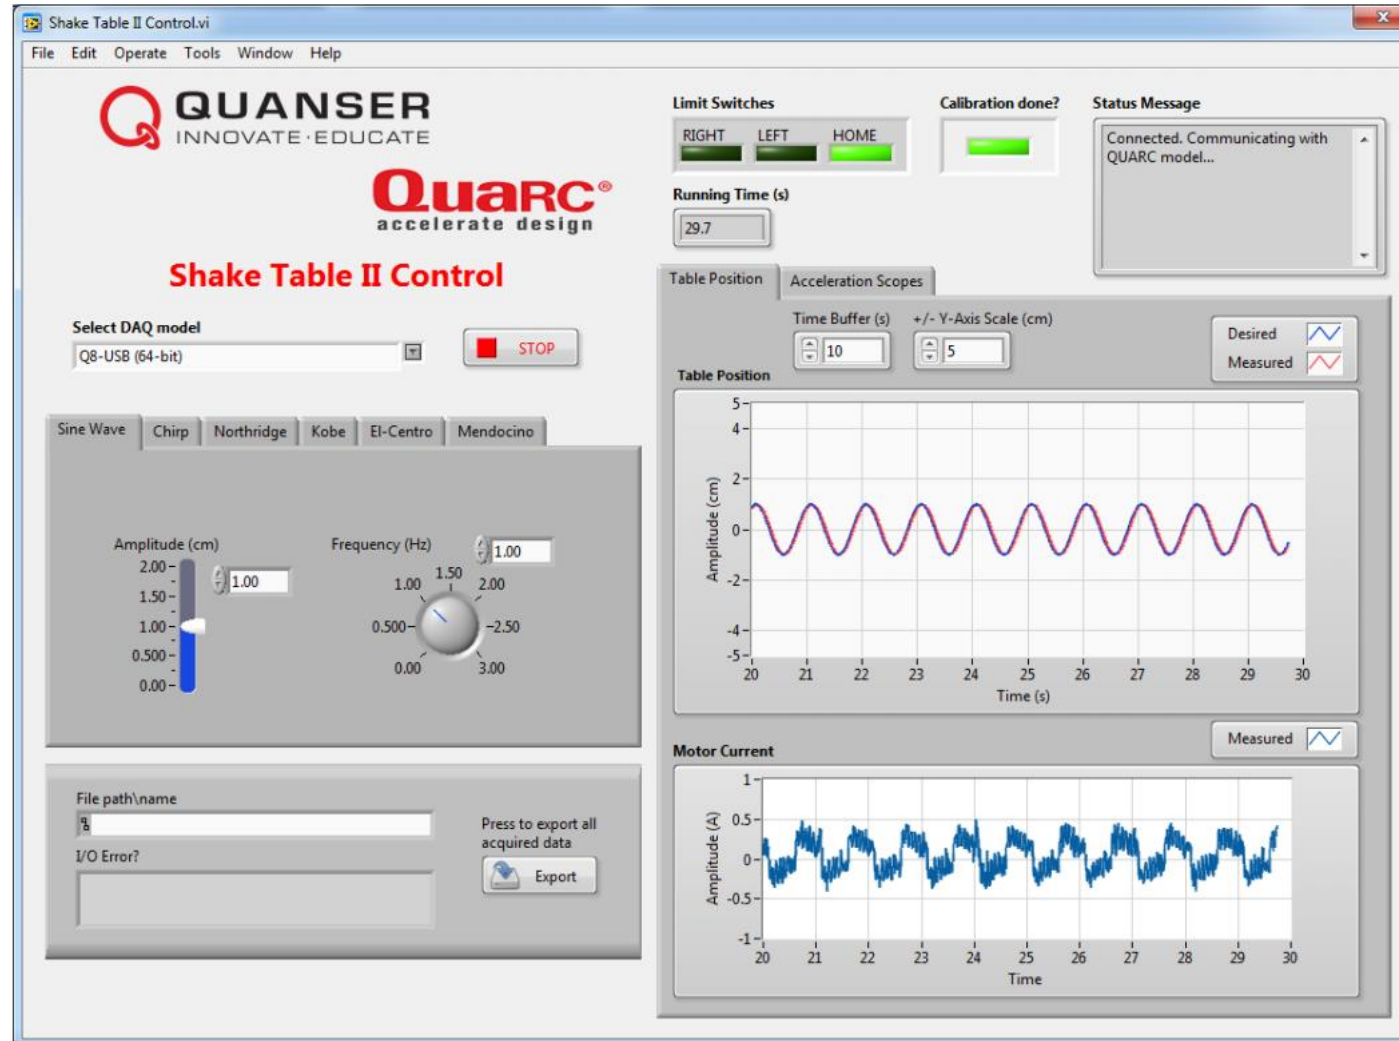 Shake Table II Control.vi
x
File Edit Operate Tools Window Help
QUANSER
INNOVATE·EDUCATE
QuaRC®
accelerate design
Shake Table II Control
Select DAQ model
Q8-USB (64-bit)
STOP
Sine Wave Chirp Northridge Kobe El-Centro Mendocino
Amplitude (cm)
2.00
1.50
1.00
0.500
0.00
1.00
Frequency (Hz)
1.00
0.00
0.500
1.00
1.50
2.00
2.50
3.00
File path\name
I/O Error?
Press to export all
acquired data
Export
Limit Switches
RIGHT LEFT HOME
Calibration done?
Status Message
Connected. Communicating with
QUARC model...
Running Time (s)
29.7
Table Position Acceleration Scopes
Time Buffer (s) +/- Y-Axis Scale (cm)
10 5
Desired
Measured
Table Position
Amplitude (cm)
5
4
2
0
-2
-4
-5
20 21 22 23 24 25 26 27 28 29 30
Time (s)
Measured
Motor Current
Amplitude (A)
1
0.5
0
-0.5
-1
20 21 22 23 24 25 26 27 28 29 30
Time